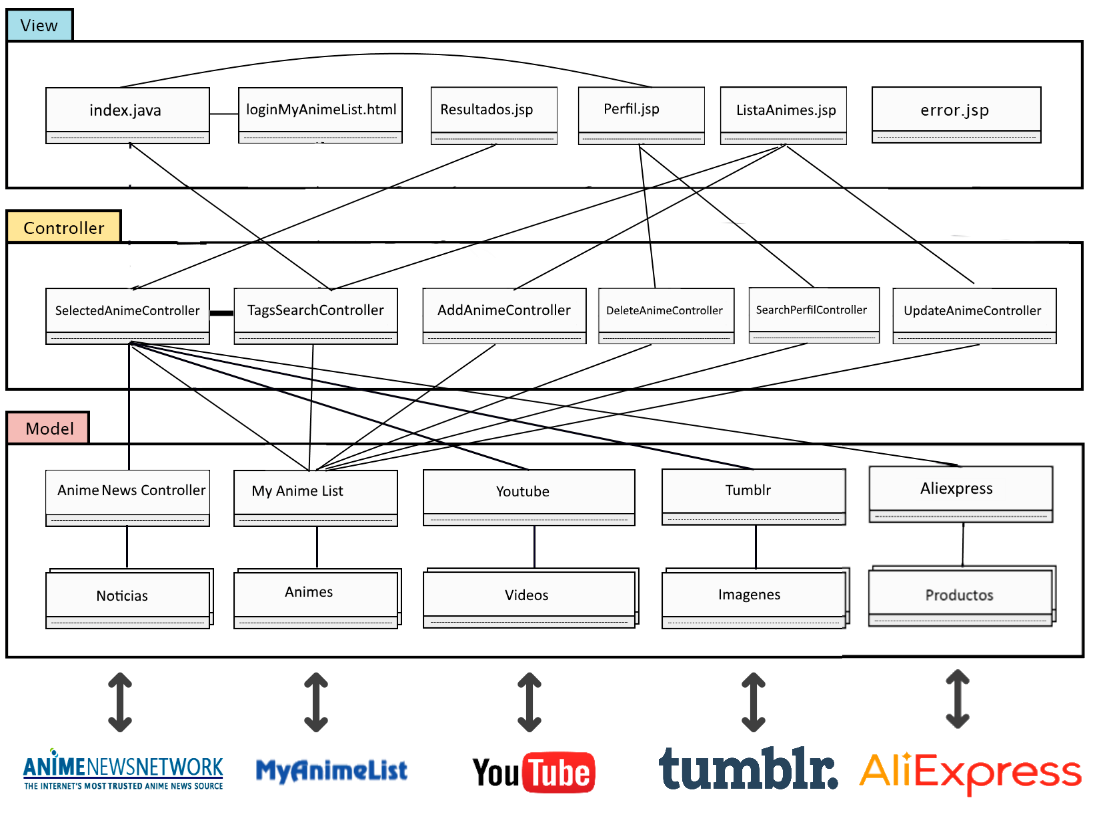 View
index.java
loginMyAnimeList.html
Resultados.jsp
Perfil.jsp
ListaAnimes.jsp
error.jsp
Controller
SelectedAnimeController
TagsSearchController
AddAnimeController
DeleteAnimeController
SearchPerfilController
UpdateAnimeController
Model
Anime News Controller
My Anime List
Youtube
Tumblr
Aliexpress
Noticias
Animes
Videos
Imagenes
Productos
ANiMENEWSNETWORK
THE INTERNET'S MOST TRUSTED ANIME NEWS SOURCE
MyAnimeList
YouTube
tumblr.
AliExpress